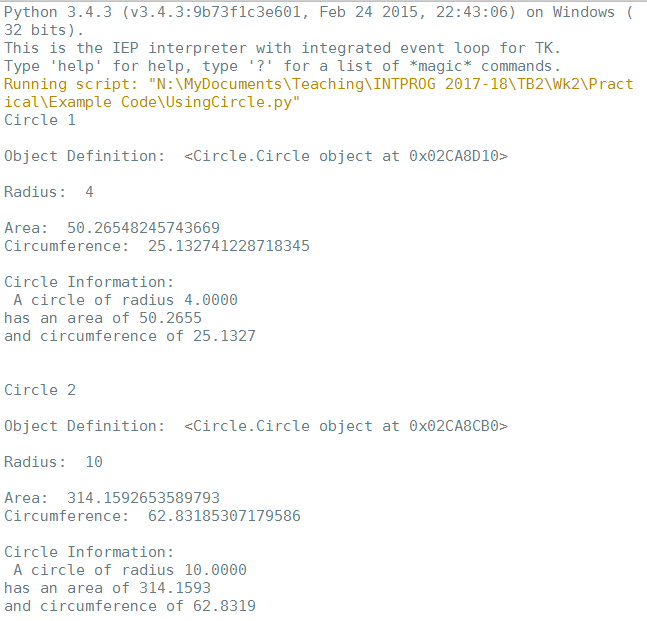 Python 3.4.3 (v3.4.3:9b73f1c3e601, Feb 24 2015, 22:43:06) on Windows (
32 bits).
This is the IEP interpreter with integrated event loop for TK.
Type 'help' for help, type '?' for a list of *magic* commands.
Running script: "N:\MyDocuments\Teaching\INTPROG 2017-18\TB2\Wk2\Pract
ical\Example Code\UsingCircle.py"
Circle 1
Object Definition:  <Circle.Circle object at 0x02CA8D10>
Radius:  4
Area:  50.26548245743669
Circumference:  25.132741228718345
Circle Information:
 A circle of radius 4.0000
has an area of 50.2655
and circumference of 25.1327
Circle 2
Object Definition:  <Circle.Circle object at 0x02CA8CB0>
Radius:  10
Area:  314.1592653589793
Circumference:  62.83185307179586
Circle Information:
 A circle of radius 10.0000
has an area of 314.1593
and circumference of 62.8319